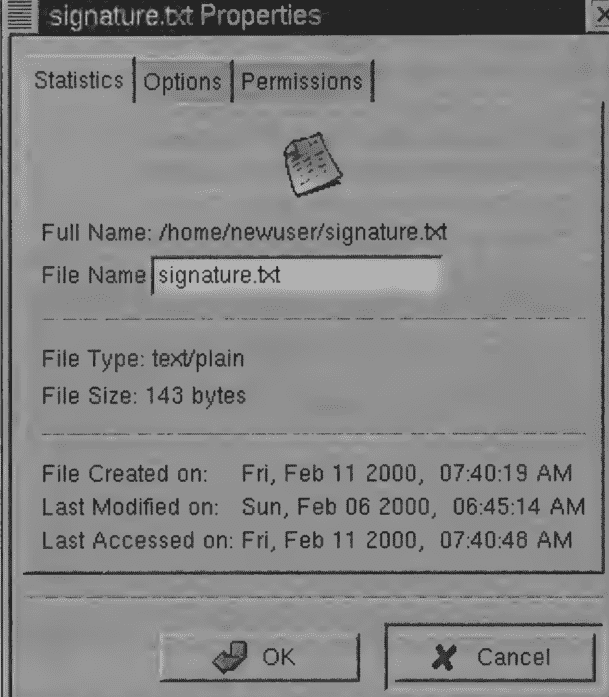 signature.txt Properties
Statistics Options Permissions
Full Name: /home/newuser/signature.txt
File Name signature.txt
File Type: text/plain
File Size: 143 bytes
File Created on: Fri, Feb 11 2000, 07:40:19 AM
Last Modified on: Sun, Feb 06 2000, 06:45:14 AM
Last Accessed on: Fri, Feb 11 2000, 07:40:48 AM
OK Cancel